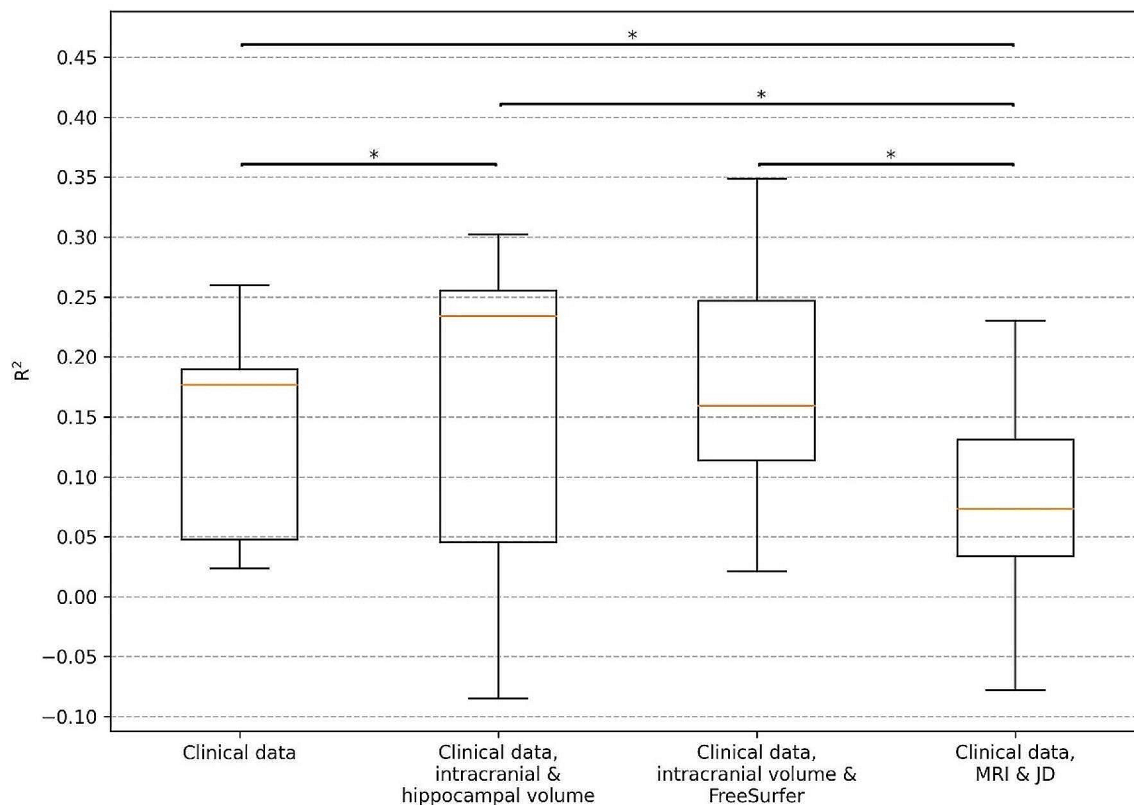 *
0.45
0.40
*
*
*
0.35
0.30
0.25
0.20
R²
0.15
0.10
0.05
0.00
−0.05
−0.10
Clinical data
Clinical data,
intracranial &
hippocampal volume
Clinical data,
intracranial volume &
FreeSurfer
Clinical data,
MRI & JD